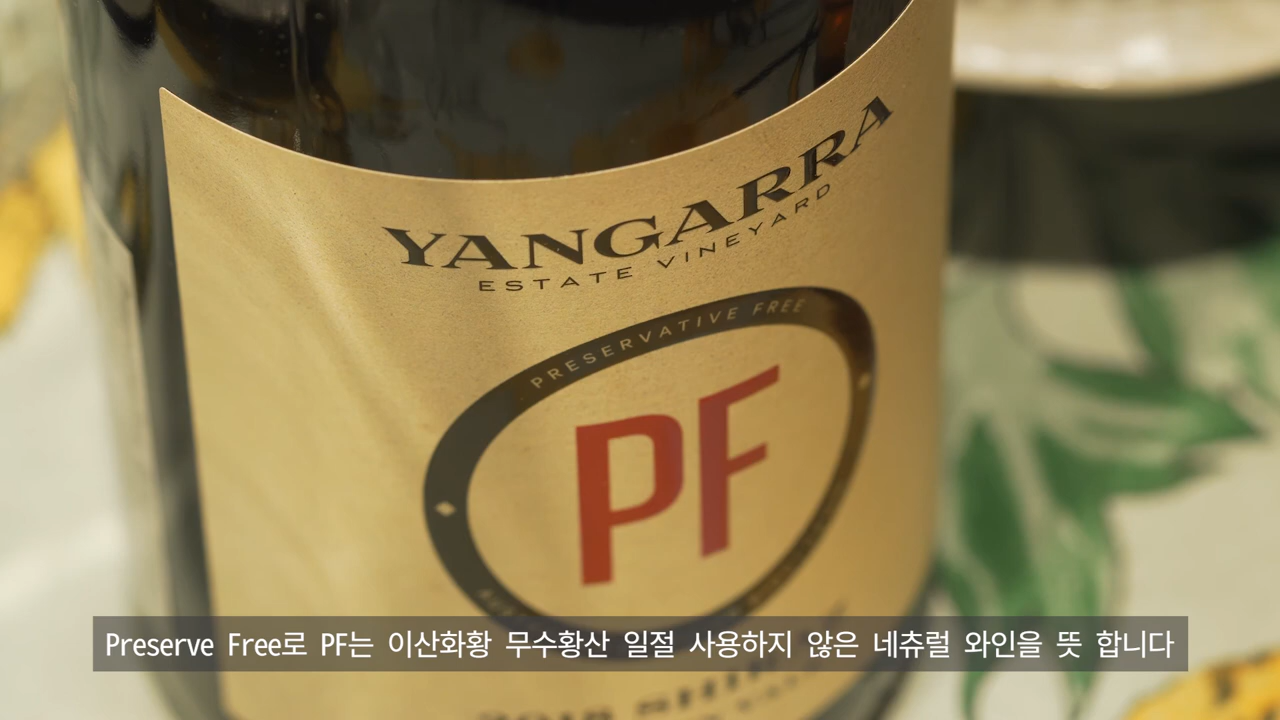 YANGARRA
ESTATE VINEYARD
PRESERVATIVE FREE
PF
Preserve Free로 PF는 이산화황 무수황산 일절 사용하지 않은 네츄럴 와인을 뜻 합니다